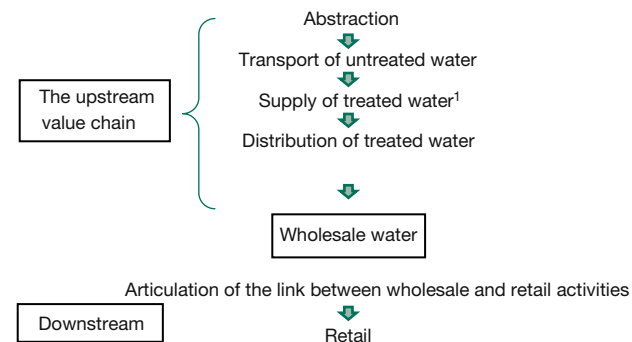 Abstraction
Transport of untreated water
The upstream
value chain
Supply of treated water¹
Distribution of treated water
Wholesale water
Articulation of the link between wholesale and retail activities
Downstream
Retail